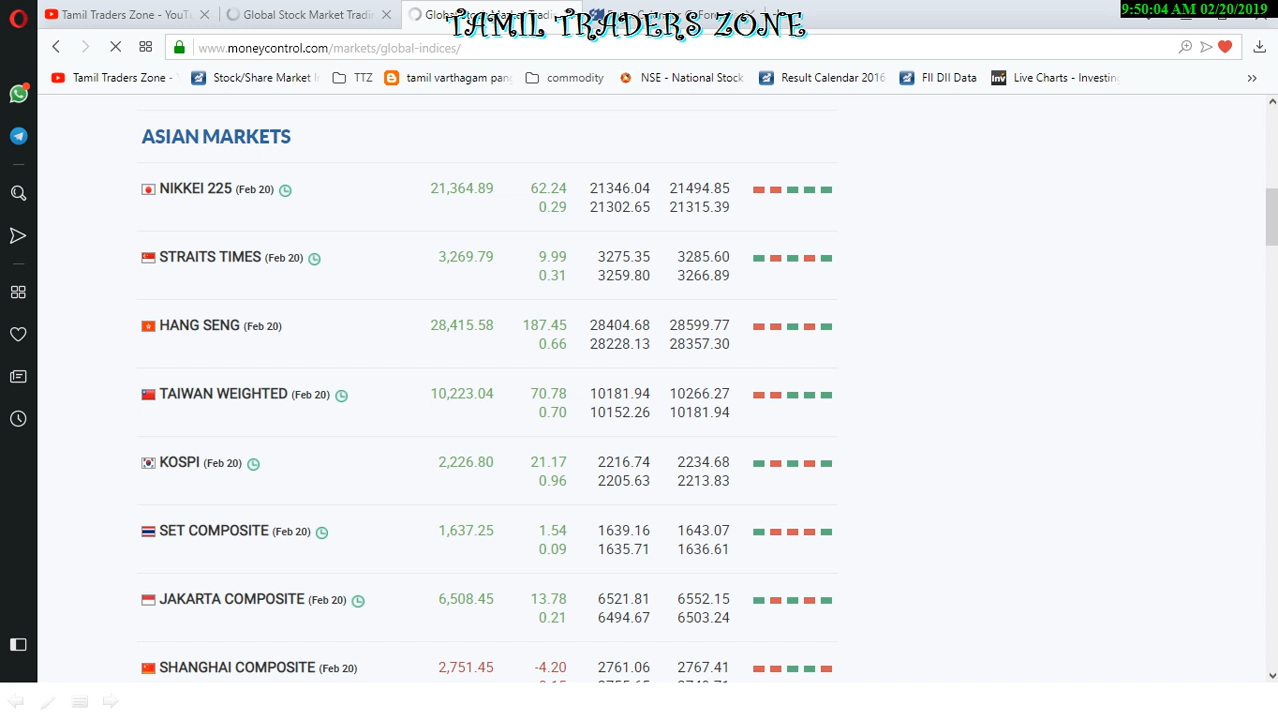 9:50:04 AM 02/20/2019
Tamil Traders Zone - YouTu
Global Stock Market Tradin
TAMIL TRADERS ZONE
www.moneycontrol.com/markets/global-indices/
Tamil Traders Zone -
Stock/Share Market I
TTZ
tamil varthagam pan
commodity
NSE - National Stock
Result Calendar 2016
FII DII Data
Live Charts - Investin
ASIAN MARKETS
NIKKEI 225 (Feb 20) 21,364.89 62.24 21346.04 21494.85
0.29 21302.65 21315.39
STRAITS TIMES (Feb 20) 3,269.79 9.99 3275.35 3285.60
0.31 3259.80 3266.89
HANG SENG (Feb 20) 28,415.58 187.45 28404.68 28599.77
0.66 28228.13 28357.30
TAIWAN WEIGHTED (Feb 20) 10,223.04 70.78 10181.94 10266.27
0.70 10152.26 10181.94
KOSPI (Feb 20) 2,226.80 21.17 2216.74 2234.68
0.96 2205.63 2213.83
SET COMPOSITE (Feb 20) 1,637.25 1.54 1639.16 1643.07
0.09 1635.71 1636.61
JAKARTA COMPOSITE (Feb 20) 6,508.45 13.78 6521.81 6552.15
0.21 6494.67 6503.24
SHANGHAI COMPOSITE (Feb 20) 2,751.45 -4.20 2761.06 2767.41